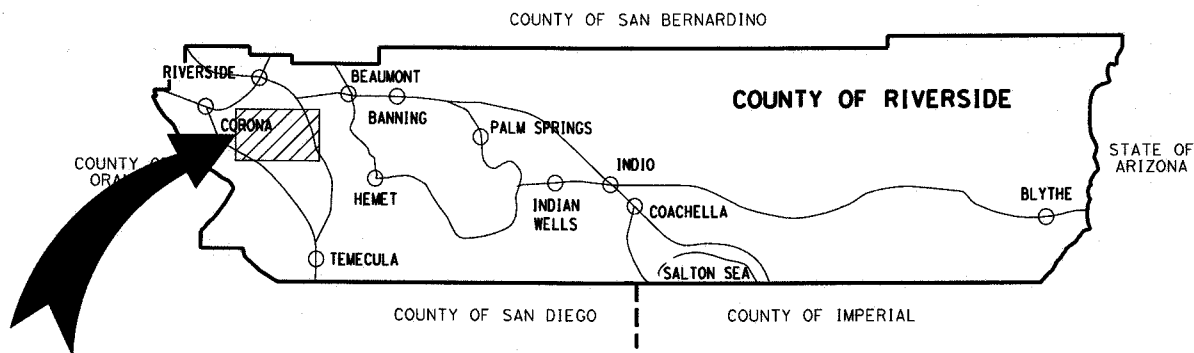 COUNTY OF SAN BERNARDINO
RIVERSIDE
BEAUMONT
COUNTY OF RIVERSIDE
BANNING
CORONA
PALM SPRINGS
COUNTY
STATE OF
ARIZONA
INDIO
HEMET
INDIAN
WELLS
COACHELLA
BLYTHE
TEMECULA
SALTON SEA
COUNTY OF SAN DIEGO
COUNTY OF IMPERIAL